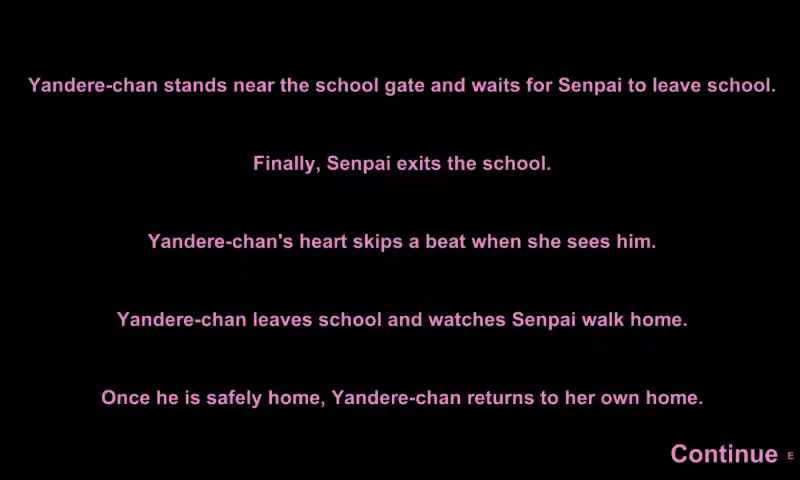 Yandere-chan stands near the school gate and waits for Senpai to leave school.
Finally, Senpai exits the school.
Yandere-chan's heart skips a beat when she sees him.
Yandere-chan leaves school and watches Senpai walk home.
Once he is safely home, Yandere-chan returns to her own home.
Continue E